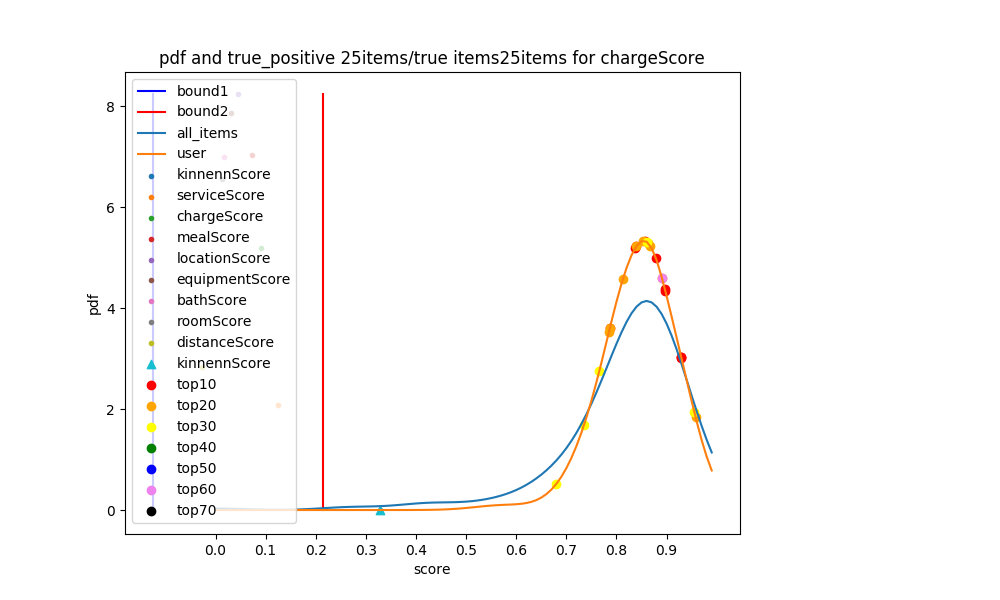 pdf and true_positive 25items/true items25items for chargeScore
bound1
bound2
all_items
user
kinnennScore
serviceScore
chargeScore
mealScore
locationScore
equipmentScore
bathScore
roomScore
distanceScore
kinnennScore
top10
top20
top30
top40
top50
top60
top70
8
6
4
2
0
pdf
0.0 0.1 0.2 0.3 0.4 0.5 0.6 0.7 0.8 0.9
score